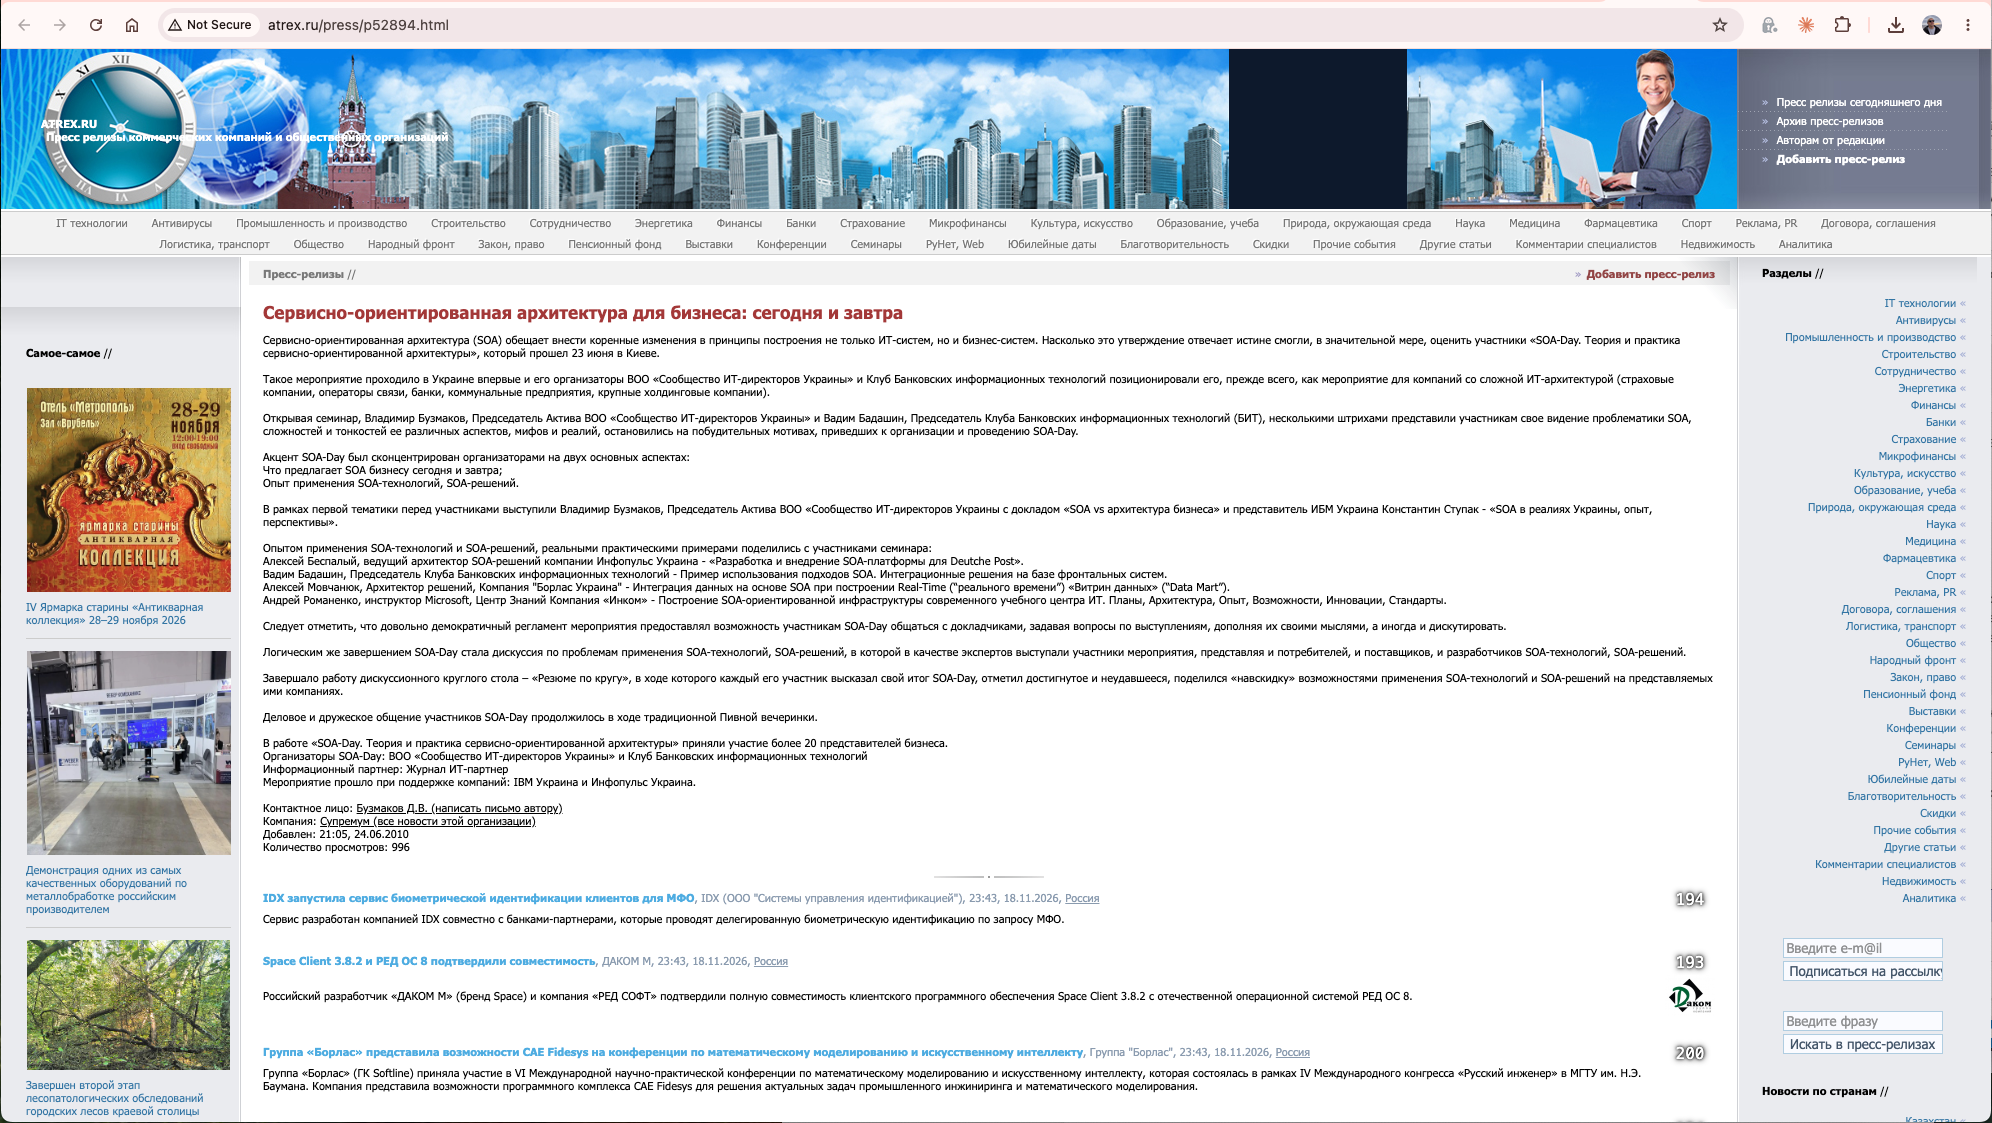 Not Secure atrex.ru/press/p52894.html
ATREX.RU
Пресс релизы коммерческих компаний и общественных организаций
» Пресс релизы сегодняшнего дня
» Архив пресс-релизов
» Авторам от редакции
» Добавить пресс-релиз
IT технологии Антивирусы Промышленность и производство Строительство Сотрудничество Энергетика Финансы Банки Страхование Микрофинансы Культура, искусство Образование, учеба Природа, окружающая среда Наука Медицина Фармацевтика Спорт Реклама, PR Договора, соглашения
Логистика, транспорт Общество Народный фронт Закон, право Пенсионный фонд Выставки Конференции Семинары РуНет, Web Юбилейные даты Благотворительность Скидки Прочие события Другие статьи Комментарии специалистов Недвижимость Аналитика
Самое-самое //
Отель «Метрополь»
Зал «Врубель»
28-29
ноября
12:00-19:00
ВХОД СВОБОДНЫЙ
ЯРМАРКА СТАРИНЫ
АНТИКВАРНАЯ
КОЛЛЕКЦИЯ
IV Ярмарка старины «Антикварная
коллекция» 28–29 ноября 2026
Демонстрация одних из самых
качественных оборудований по
металлобработке российским
производителем
Завершен второй этап
лесопатологических обследований
городских лесов краевой столицы
Пресс-релизы //
» Добавить пресс-релиз
Сервисно-ориентированная архитектура для бизнеса: сегодня и завтра
Сервисно-ориентированная архитектура (SOA) обещает внести коренные изменения в принципы построения не только ИТ-систем, но и бизнес-систем. Насколько это утверждение отвечает истине смогли, в значительной мере, оценить участники «SOA-Day. Теория и практика
сервисно-ориентированной архитектуры», который прошел 23 июня в Киеве.
Такое мероприятие проходило в Украине впервые и его организаторы ВОО «Сообщество ИТ-директоров Украины» и Клуб Банковских информационных технологий позиционировали его, прежде всего, как мероприятие для компаний со сложной ИТ-архитектурой (страховые
компании, операторы связи, банки, коммунальные предприятия, крупные холдинговые компании).
Открывая семинар, Владимир Бузмаков, Председатель Актива ВОО «Сообщество ИТ-директоров Украины» и Вадим Бадашин, Председатель Клуба Банковских информационных технологий (БИТ), несколькими штрихами представили участникам свое видение проблематики SOA,
сложностей и тонкостей ее различных аспектов, мифов и реалий, остановились на побудительных мотивах, приведших к организации и проведению SOA-Day.
Акцент SOA-Day был сконцентрирован организаторами на двух основных аспектах:
Что предлагает SOA бизнесу сегодня и завтра;
Опыт применения SOA-технологий, SOA-решений.
В рамках первой тематики перед участниками выступили Владимир Бузмаков, Председатель Актива ВОО «Сообщество ИТ-директоров Украины с докладом «SOA vs архитектура бизнеса» и представитель ИБМ Украина Константин Ступак - «SOA в реалиях Украины, опыт,
перспективы».
Опытом применения SOA-технологий и SOA-решений, реальными практическими примерами поделились с участниками семинара:
Алексей Беспалый, ведущий архитектор SOA-решений компании Инфопульс Украина - «Разработка и внедрение SOA-платформы для Deutche Post».
Вадим Бадашин, Председатель Клуба Банковских информационных технологий - Пример использования подходов SOA. Интеграционные решения на базе фронтальных систем.
Алексей Мовчанюк, Архитектор решений, Компания "Борлас Украина" - Интеграция данных на основе SOA при построении Real-Time (“реального времени”) «Витрин данных» (“Data Mart”).
Андрей Романенко, инструктор Microsoft, Центр Знаний Компания «Инком» - Построение SOA-ориентированной инфраструктуры современного учебного центра ИТ. Планы, Архитектура, Опыт, Возможности, Инновации, Стандарты.
Следует отметить, что довольно демократичный регламент мероприятия предоставлял возможность участникам SOA-Day общаться с докладчиками, задавая вопросы по выступлениям, дополняя их своими мыслями, а иногда и дискутировать.
Логическим же завершением SOA-Day стала дискуссия по проблемам применения SOA-технологий, SOA-решений, в которой в качестве экспертов выступали участники мероприятия, представляя и потребителей, и поставщиков, и разработчиков SOA-технологий, SOA-решений.
Завершало работу дискуссионного круглого стола – «Резюме по кругу», в ходе которого каждый его участник высказал свой итог SOA-Day, отметил достигнутое и неудавшееся, поделился «навскидку» возможностями применения SOA-технологий и SOA-решений на представляемых
ими компаниях.
Деловое и дружеское общение участников SOA-Day продолжилось в ходе традиционной Пивной вечеринки.
В работе «SOA-Day. Теория и практика сервисно-ориентированной архитектуры» приняли участие более 20 представителей бизнеса.
Организаторы SOA-Day: ВОО «Сообщество ИТ-директоров Украины» и Клуб Банковских информационных технологий
Информационный партнер: Журнал ИТ-партнер
Мероприятие прошло при поддержке компаний: IBM Украина и Инфопульс Украина.
Контактное лицо: Бузмаков Д.В. (написать письмо автору)
Компания: Супремум (все новости этой организации)
Добавлен: 21:05, 24.06.2010
Количество просмотров: 996
IDX запустила сервис биометрической идентификации клиентов для МФО, IDX (ООО "Системы управления идентификацией"), 23:43, 18.11.2026, Россия 194
Сервис разработан компанией IDX совместно с банками-партнерами, которые проводят делегированную биометрическую идентификацию по запросу МФО.
Space Client 3.8.2 и РЕД ОС 8 подтвердили совместимость, ДАКОМ М, 23:43, 18.11.2026, Россия 193
Российский разработчик «ДАКОМ М» (бренд Space) и компания «РЕД СОФТ» подтвердили полную совместимость клиентского программного обеспечения Space Client 3.8.2 с отечественной операционной системой РЕД ОС 8.
Даком
Группа «Борлас» представила возможности CAE Fidesys на конференции по математическому моделированию и искусственному интеллекту, Группа "Борлас", 23:43, 18.11.2026, Россия 200
Группа «Борлас» (ГК Softline) приняла участие в VI Международной научно-практической конференции по математическому моделированию и искусственному интеллекту, которая состоялась в рамках IV Международного конгресса «Русский инженер» в МГТУ им. Н.Э.
Баумана. Компания представила возможности программного комплекса CAE Fidesys для решения актуальных задач промышленного инжиниринга и математического моделирования.
Разделы //
IT технологии «
Антивирусы «
Промышленность и производство «
Строительство «
Сотрудничество «
Энергетика «
Финансы «
Банки «
Страхование «
Микрофинансы «
Культура, искусство «
Образование, учеба «
Природа, окружающая среда «
Наука «
Медицина «
Фармацевтика «
Спорт «
Реклама, PR «
Договора, соглашения «
Логистика, транспорт «
Общество «
Народный фронт «
Закон, право «
Пенсионный фонд «
Выставки «
Конференции «
Семинары «
РуНет, Web «
Юбилейные даты «
Благотворительность «
Скидки «
Прочие события «
Другие статьи «
Комментарии специалистов «
Недвижимость «
Аналитика «
Введите e-m@il
Подписаться на рассылку
Введите фразу
Искать в пресс-релизах
Новости по странам //
Казахстан «